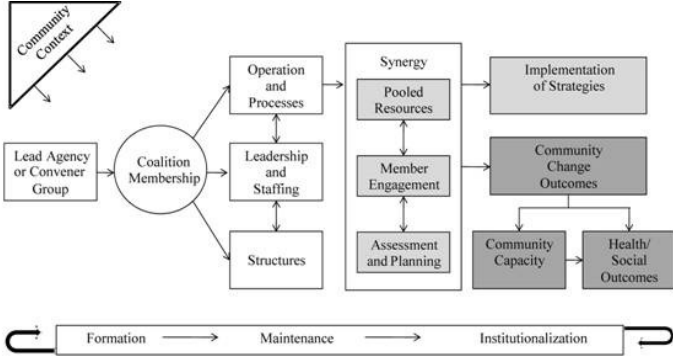 Community
Context
Lead Agency
or Convener
Group
Coalition
Membership
Operation
and
Processes
Leadership
and
Staffing
Structures
Synergy
Pooled
Resources
Member
Engagement
Assessment
and Planning
Implementation
of Strategies
Community
Change
Outcomes
Community
Capacity
Health/
Social
Outcomes
Formation
Maintenance
Institutionalization